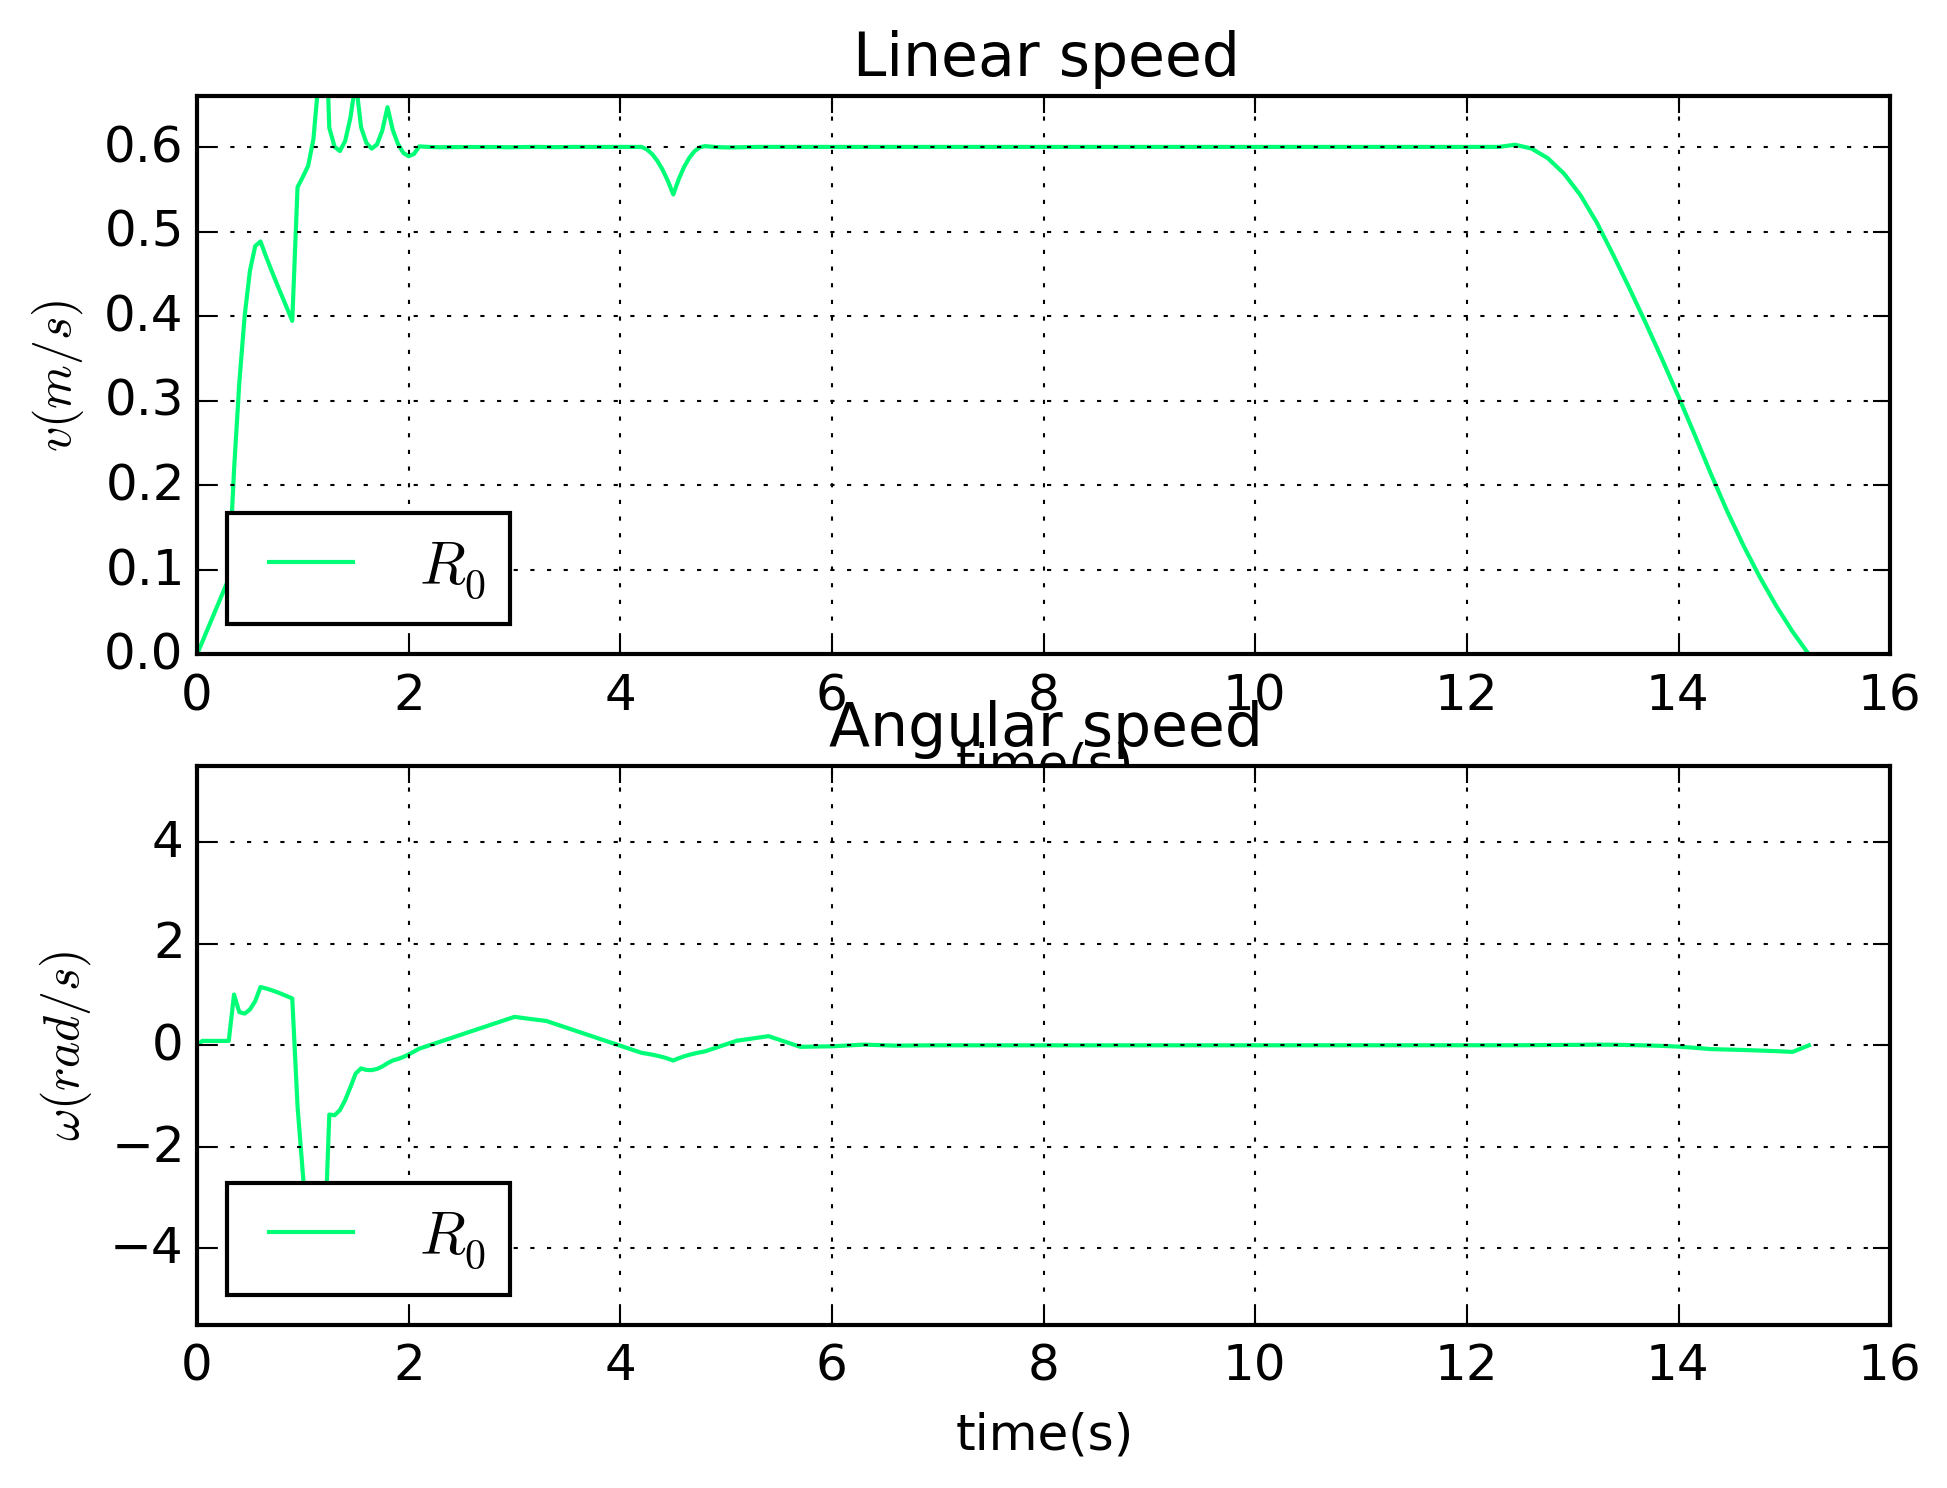 Linear speed
0.6
0.5
0.4
0.3
0.2
0.1
0.0
v(m/s)
R₀
0 2 4 6 8 10 12 14 16
time(s)
Angular speed
4
2
0
−2
−4
ω(rad/s)
R₀
0 2 4 6 8 10 12 14 16
time(s)